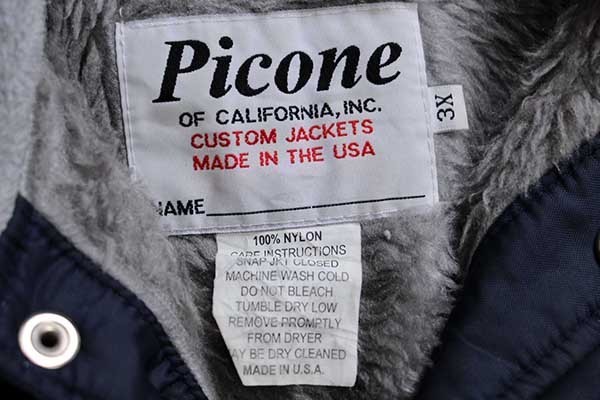 Picone
OF CALIFORNIA, INC.
CUSTOM JACKETS
MADE IN THE USA
3X
NAME
100% NYLON
CARE INSTRUCTIONS
SNAP JKT CLOSED
MACHINE WASH COLD
DO NOT BLEACH
TUMBLE DRY LOW
REMOVE PROMPTLY
FROM DRYER
AY BE DRY CLEANED
MADE IN U.S.A.